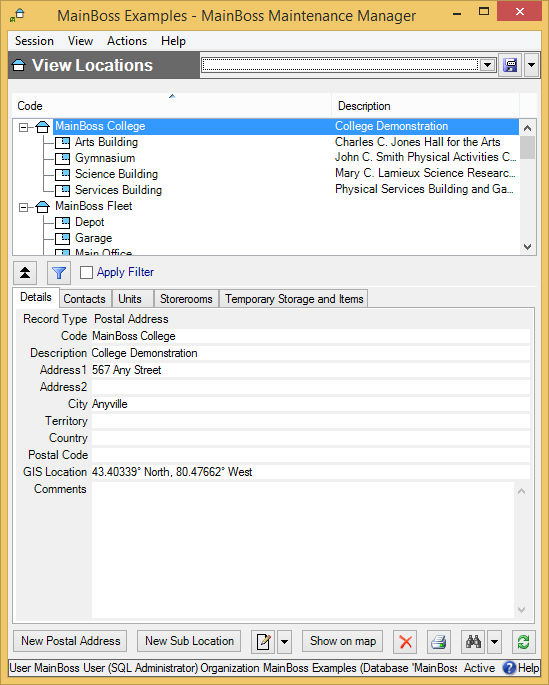 MainBoss Examples - MainBoss Maintenance Manager
Session View Actions Help
View Locations
Code Description
MainBoss College College Demonstration
Arts Building Charles C. Jones Hall for the Arts
Gymnasium John C. Smith Physical Activities C...
Science Building Mary C. Lamieux Science Researc...
Services Building Physical Services Building and Ga...
MainBoss Fleet
Depot
Garage
Main Office
Apply Filter
Details Contacts Units Storerooms Temporary Storage and Items
Record Type Postal Address
Code MainBoss College
Description College Demonstration
Address1 567 Any Street
Address2
City Anyville
Territory
Country
Postal Code
GIS Location 43.40339° North, 80.47662° West
Comments
New Postal Address New Sub Location Show on map
User MainBoss User (SQL Administrator) Organization MainBoss Examples (Database 'MainBoss Active Help